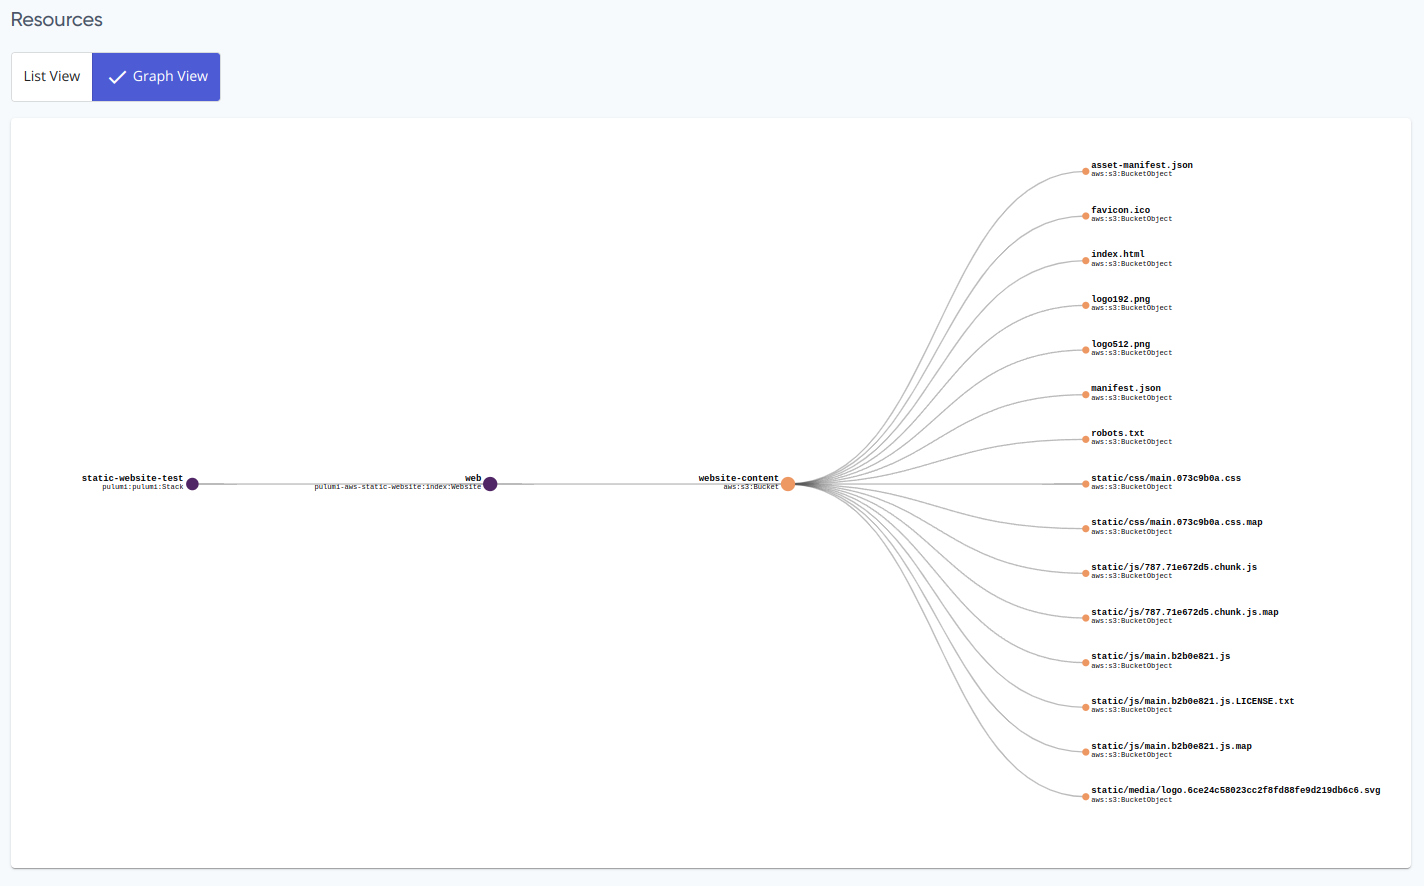 Resources
List View
Graph View
asset-manifest.json
aws:s3:BucketObject
favicon.ico
aws:s3:BucketObject
index.html
aws:s3:BucketObject
logo192.png
aws:s3:BucketObject
logo512.png
aws:s3:BucketObject
manifest.json
aws:s3:BucketObject
robots.txt
aws:s3:BucketObject
static-website-test
pulumi:pulumi:Stack
web
pulumi-aws-static-website:index:Website
website-content
aws:s3:Bucket
static/css/main.073c9b0a.css
aws:s3:BucketObject
static/css/main.073c9b0a.css.map
aws:s3:BucketObject
static/js/787.71e672d5.chunk.js
aws:s3:BucketObject
static/js/787.71e672d5.chunk.js.map
aws:s3:BucketObject
static/js/main.b2b0e821.js
aws:s3:BucketObject
static/js/main.b2b0e821.js.LICENSE.txt
aws:s3:BucketObject
static/js/main.b2b0e821.js.map
aws:s3:BucketObject
static/media/logo.6ce24c58023cc2f8fd88fe9d219db6c6.svg
aws:s3:BucketObject